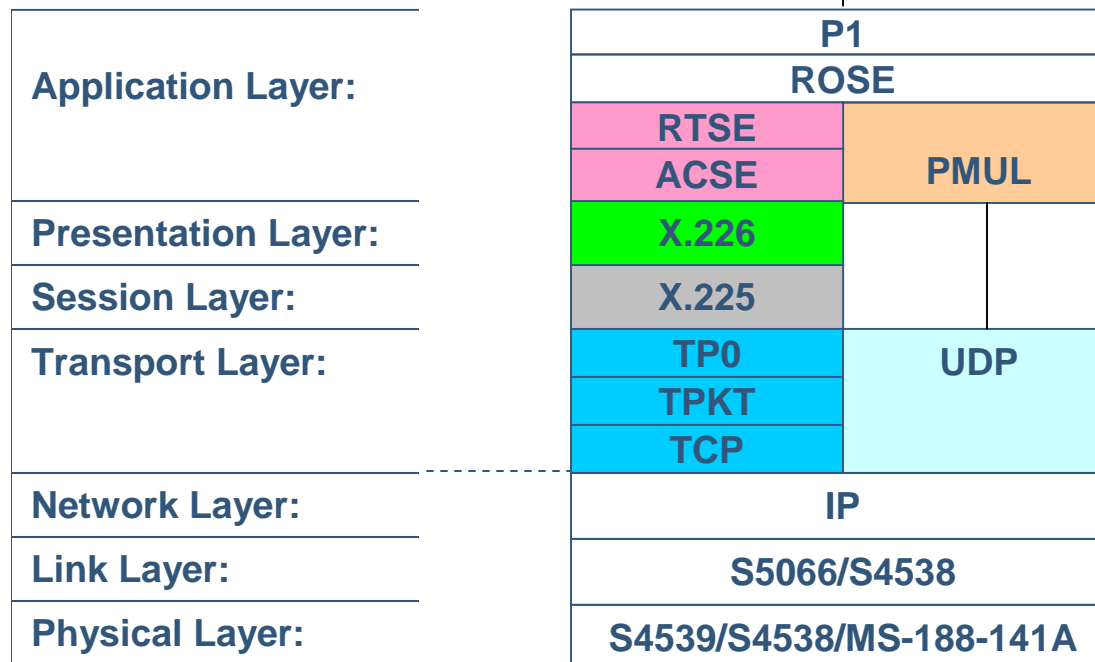 P1
Application Layer:
ROSE
RTSE
ACSE
PMUL
Presentation Layer:
X.226
Session Layer:
X.225
Transport Layer:
TP0
UDP
TPKT
TCP
Network Layer:
IP
Link Layer:
S5066/S4538
Physical Layer:
S4539/S4538/MS-188-141A